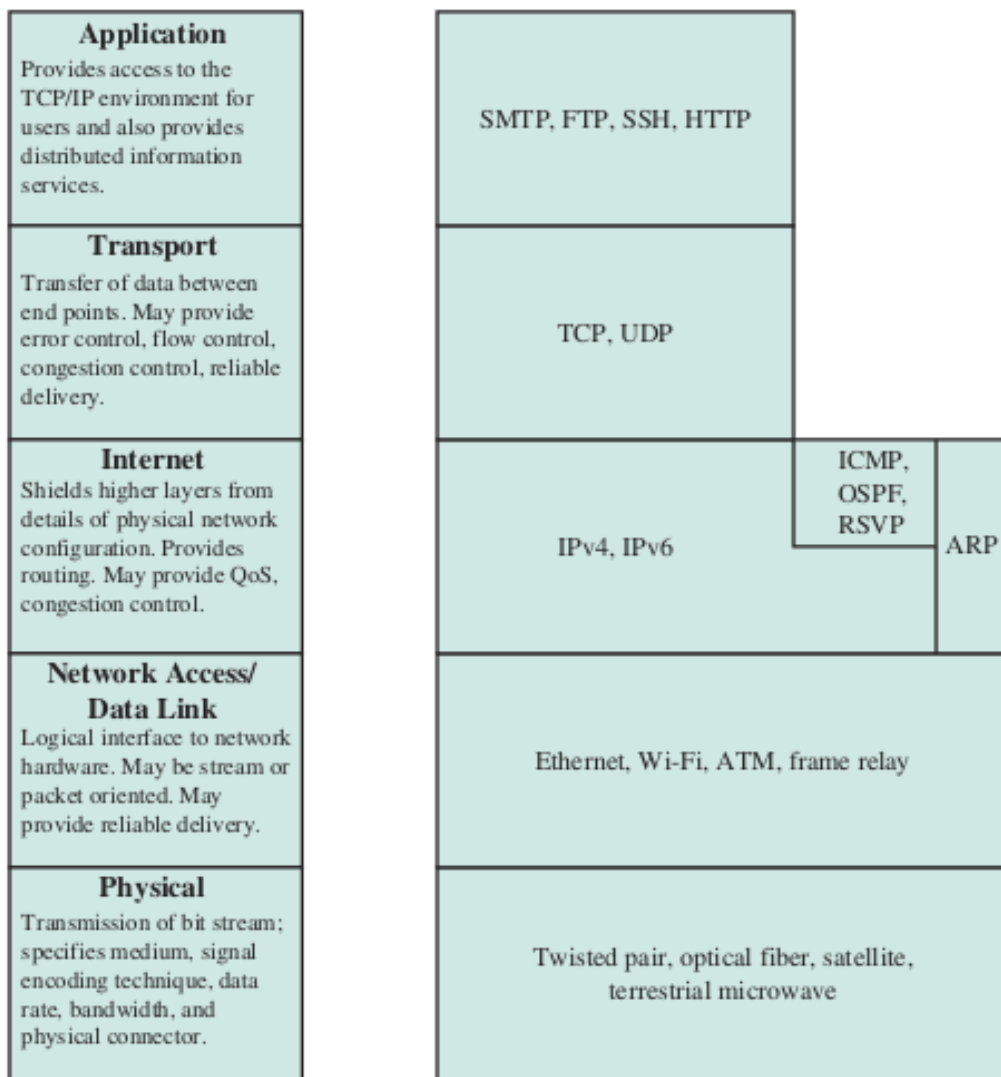 Application
Provides access to the
TCP/IP environment for
users and also provides
distributed information
services.
SMTP, FTP, SSH, HTTP
Transport
Transfer of data between
end points. May provide
error control, flow control,
congestion control, reliable
delivery.
TCP, UDP
Internet
Shields higher layers from
details of physical network
configuration. Provides
routing. May provide QoS,
congestion control.
IPv4, IPv6
ICMP,
OSPF,
RSVP
ARP
Network Access/
Data Link
Logical interface to network
hardware. May be stream or
packet oriented. May
provide reliable delivery.
Ethernet, Wi-Fi, ATM, frame relay
Physical
Transmission of bit stream;
specifies medium, signal
encoding technique, data
rate, bandwidth, and
physical connector.
Twisted pair, optical fiber, satellite,
terrestrial microwave